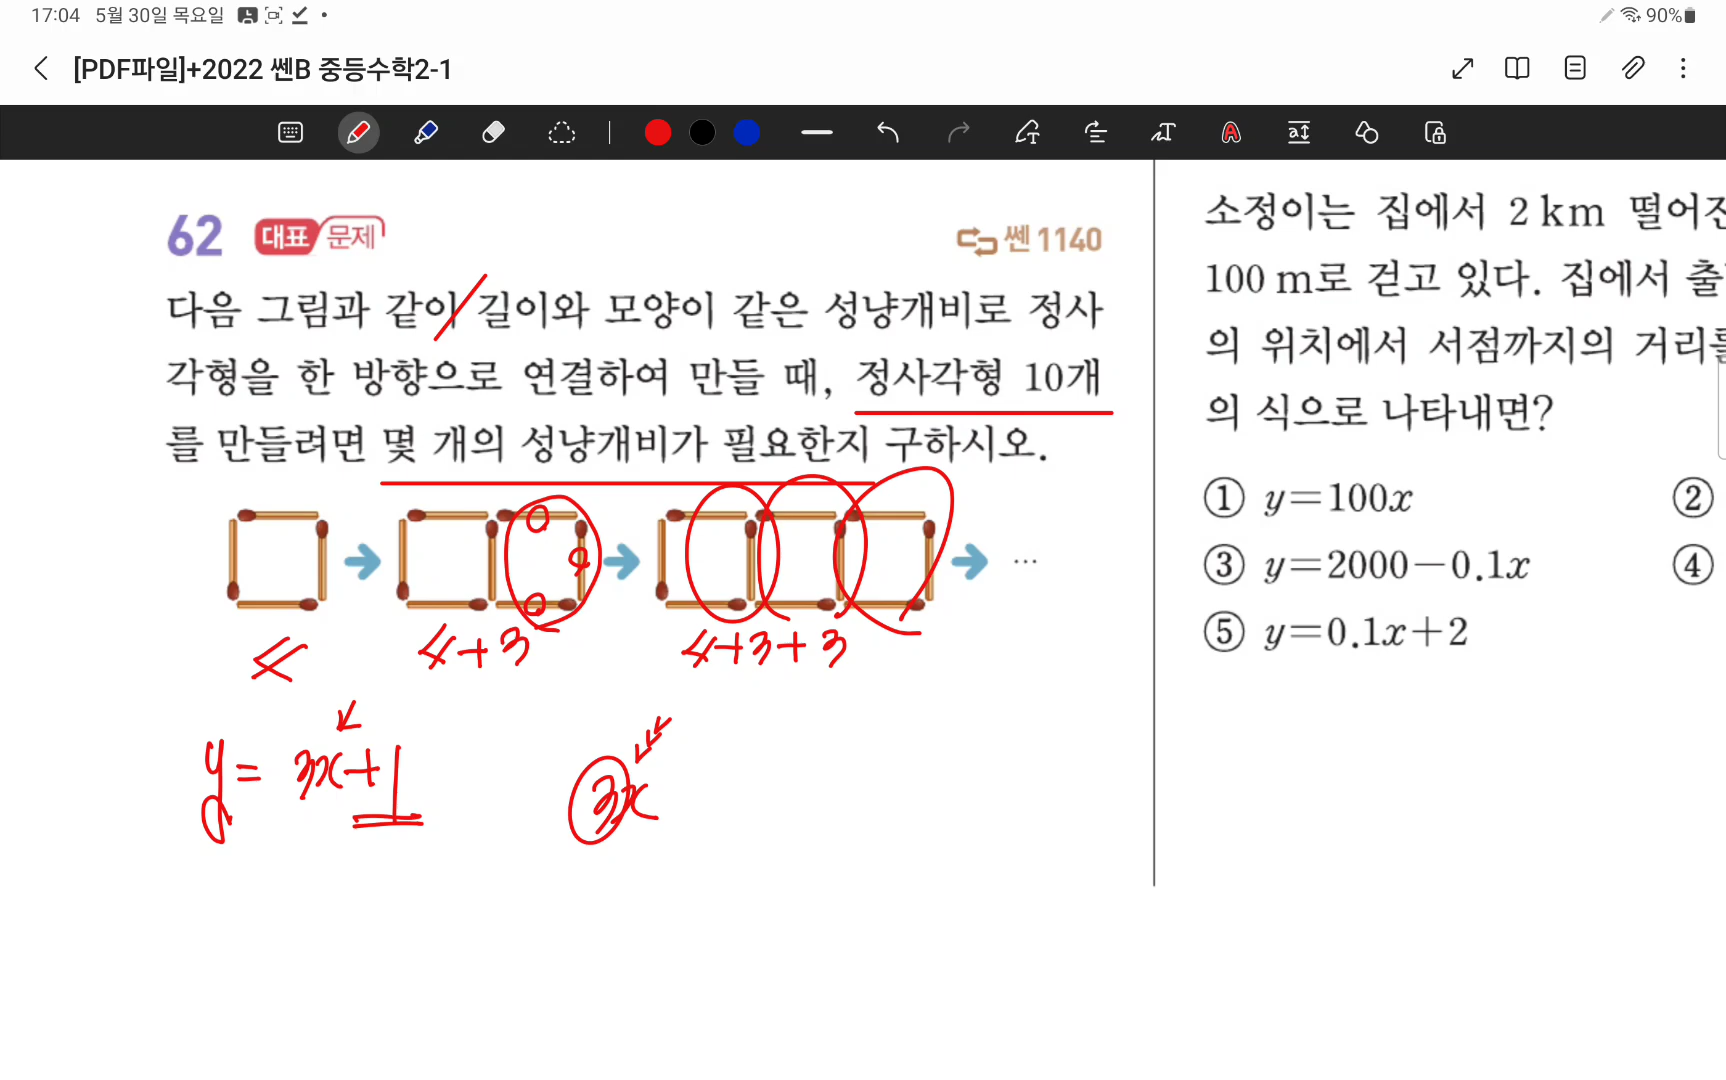 17:04 5월 30일 목요일
90%
[PDF파일]+2022 쎈B 중등수학2-1
62 대표 문제 쎈 1140
다음 그림과 같이 길이와 모양이 같은 성냥개비로 정사
각형을 한 방향으로 연결하여 만들 때, 정사각형 10개
를 만들려면 몇 개의 성냥개비가 필요한지 구하시오.
...
4 4+3 4+3+3
y= 3x+1 3x
소정이는 집에서 2 km 떨어진
100 m로 걷고 있다. 집에서 출
의 위치에서 서점까지의 거리를
의 식으로 나타내면?
① y=100x ②
③ y=2000-0.1x ④
⑤ y=0.1x+2